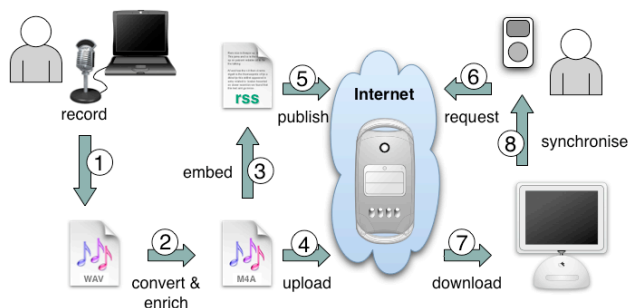 record
1
WAV
2
convert &
enrich
M4A
embed
3
rss
5
publish
4
upload
Internet
6
request
7
download
8
synchronise